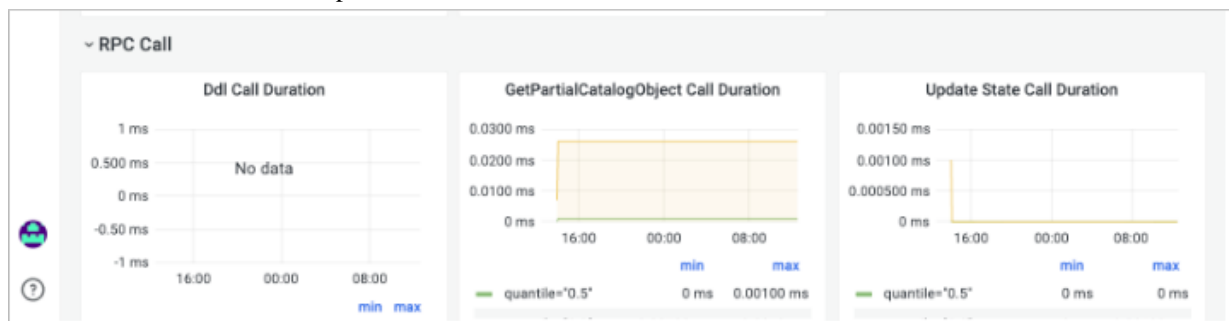 RPC Call
Ddl Call Duration
1 ms
0.500 ms
0 ms
-0.50 ms
-1 ms
No data
16:00 00:00 08:00
min max
GetPartialCatalogObject Call Duration
0.0300 ms
0.0200 ms
0.0100 ms
0 ms
16:00 00:00 08:00
min max
quantile="0.5" 0 ms 0.00100 ms
Update State Call Duration
0.00150 ms
0.00100 ms
0.000500 ms
0 ms
16:00 00:00 08:00
min max
quantile="0.5" 0 ms 0 ms
?